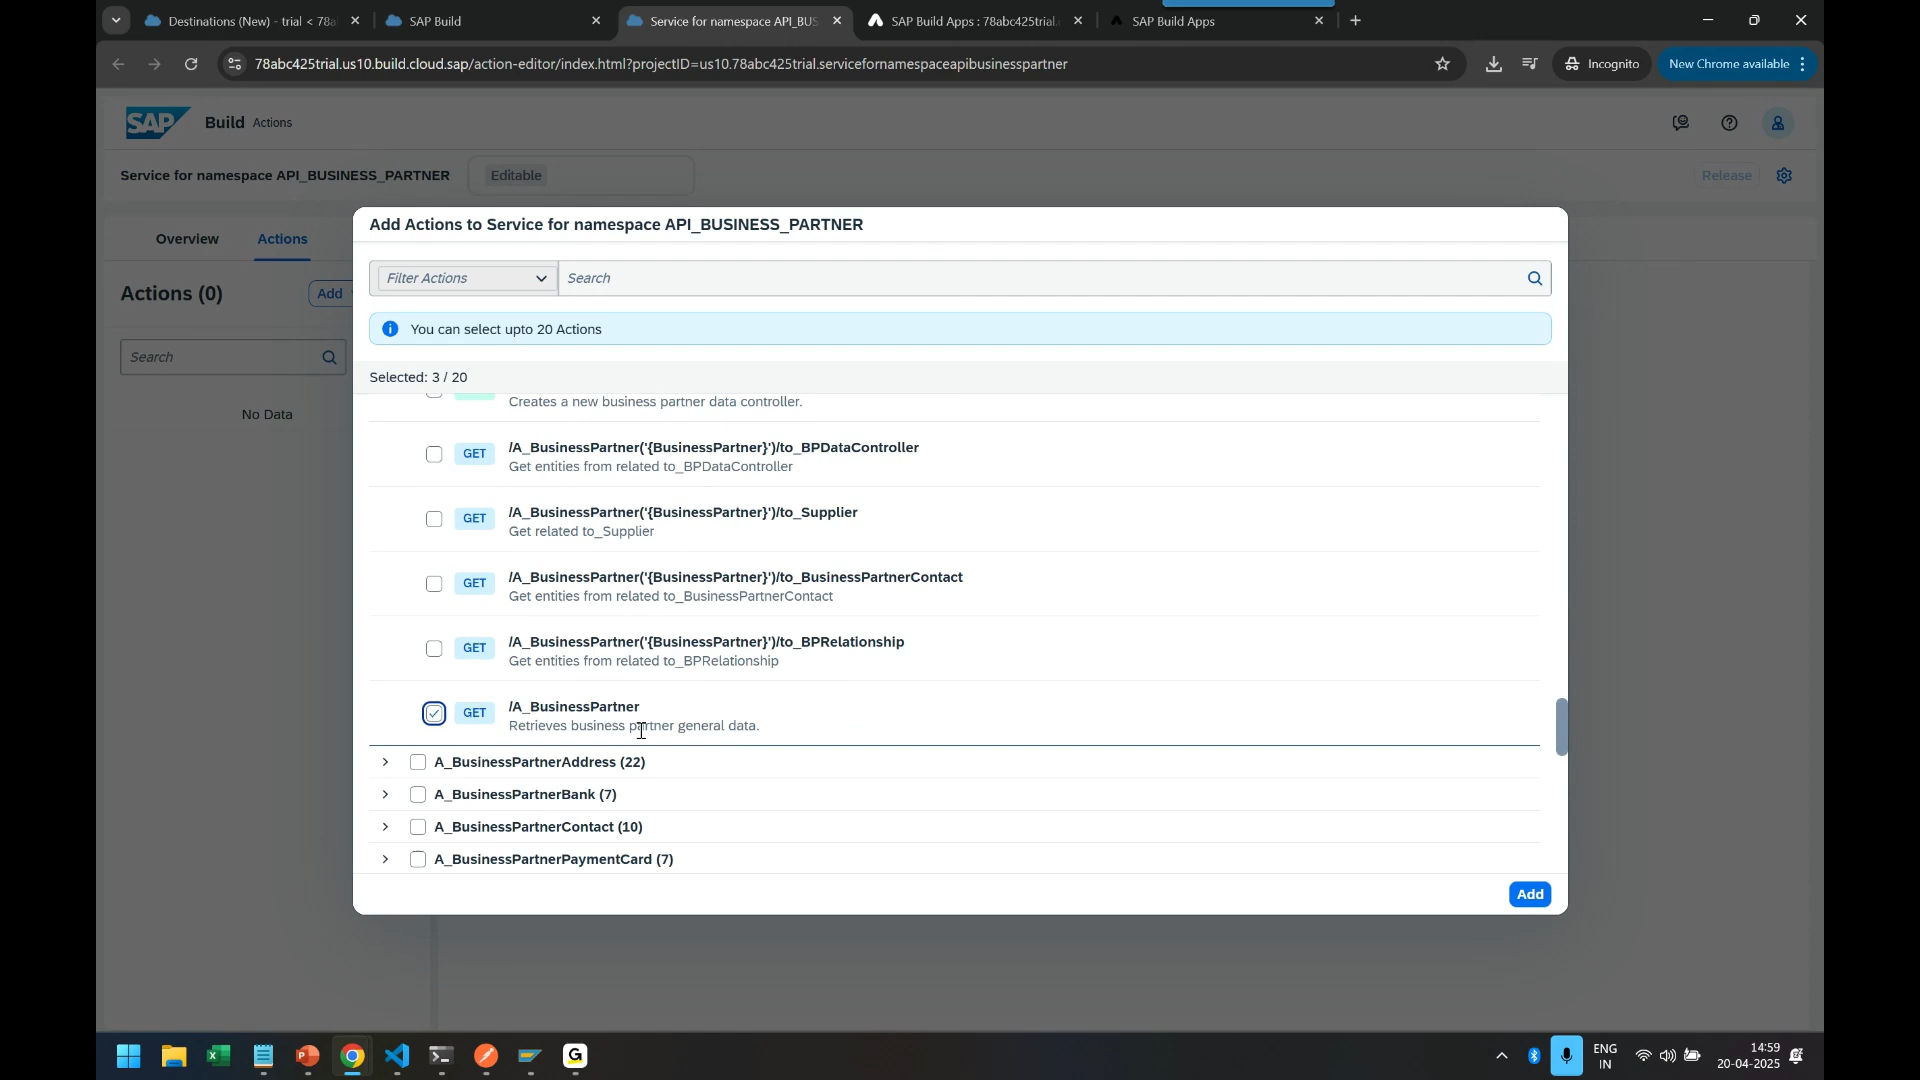 Destinations (New) - trial < 78a
SAP Build
Service for namespace API_BUS
SAP Build Apps : 78abc425trial.
SAP Build Apps
78abc425trial.us10.build.cloud.sap/action-editor/index.html?projectID=us10.78abc425trial.servicefornamespaceapibusinesspartner
Incognito
New Chrome available
SAP
Build Actions
Service for namespace API_BUSINESS_PARTNER
Editable
Release
Overview
Actions
Actions (0)
Add
Search
No Data
Add Actions to Service for namespace API_BUSINESS_PARTNER
Filter Actions
Search
You can select upto 20 Actions
Selected: 3 / 20
Creates a new business partner data controller.
GET
/A_BusinessPartner('{BusinessPartner}')/to_BPDataController
Get entities from related to_BPDataController
GET
/A_BusinessPartner('{BusinessPartner}')/to_Supplier
Get related to_Supplier
GET
/A_BusinessPartner('{BusinessPartner}')/to_BusinessPartnerContact
Get entities from related to_BusinessPartnerContact
GET
/A_BusinessPartner('{BusinessPartner}')/to_BPRelationship
Get entities from related to_BPRelationship
GET
/A_BusinessPartner
Retrieves business partner general data.
A_BusinessPartnerAddress (22)
A_BusinessPartnerBank (7)
A_BusinessPartnerContact (10)
A_BusinessPartnerPaymentCard (7)
Add
ENG
IN
14:59
20-04-2025